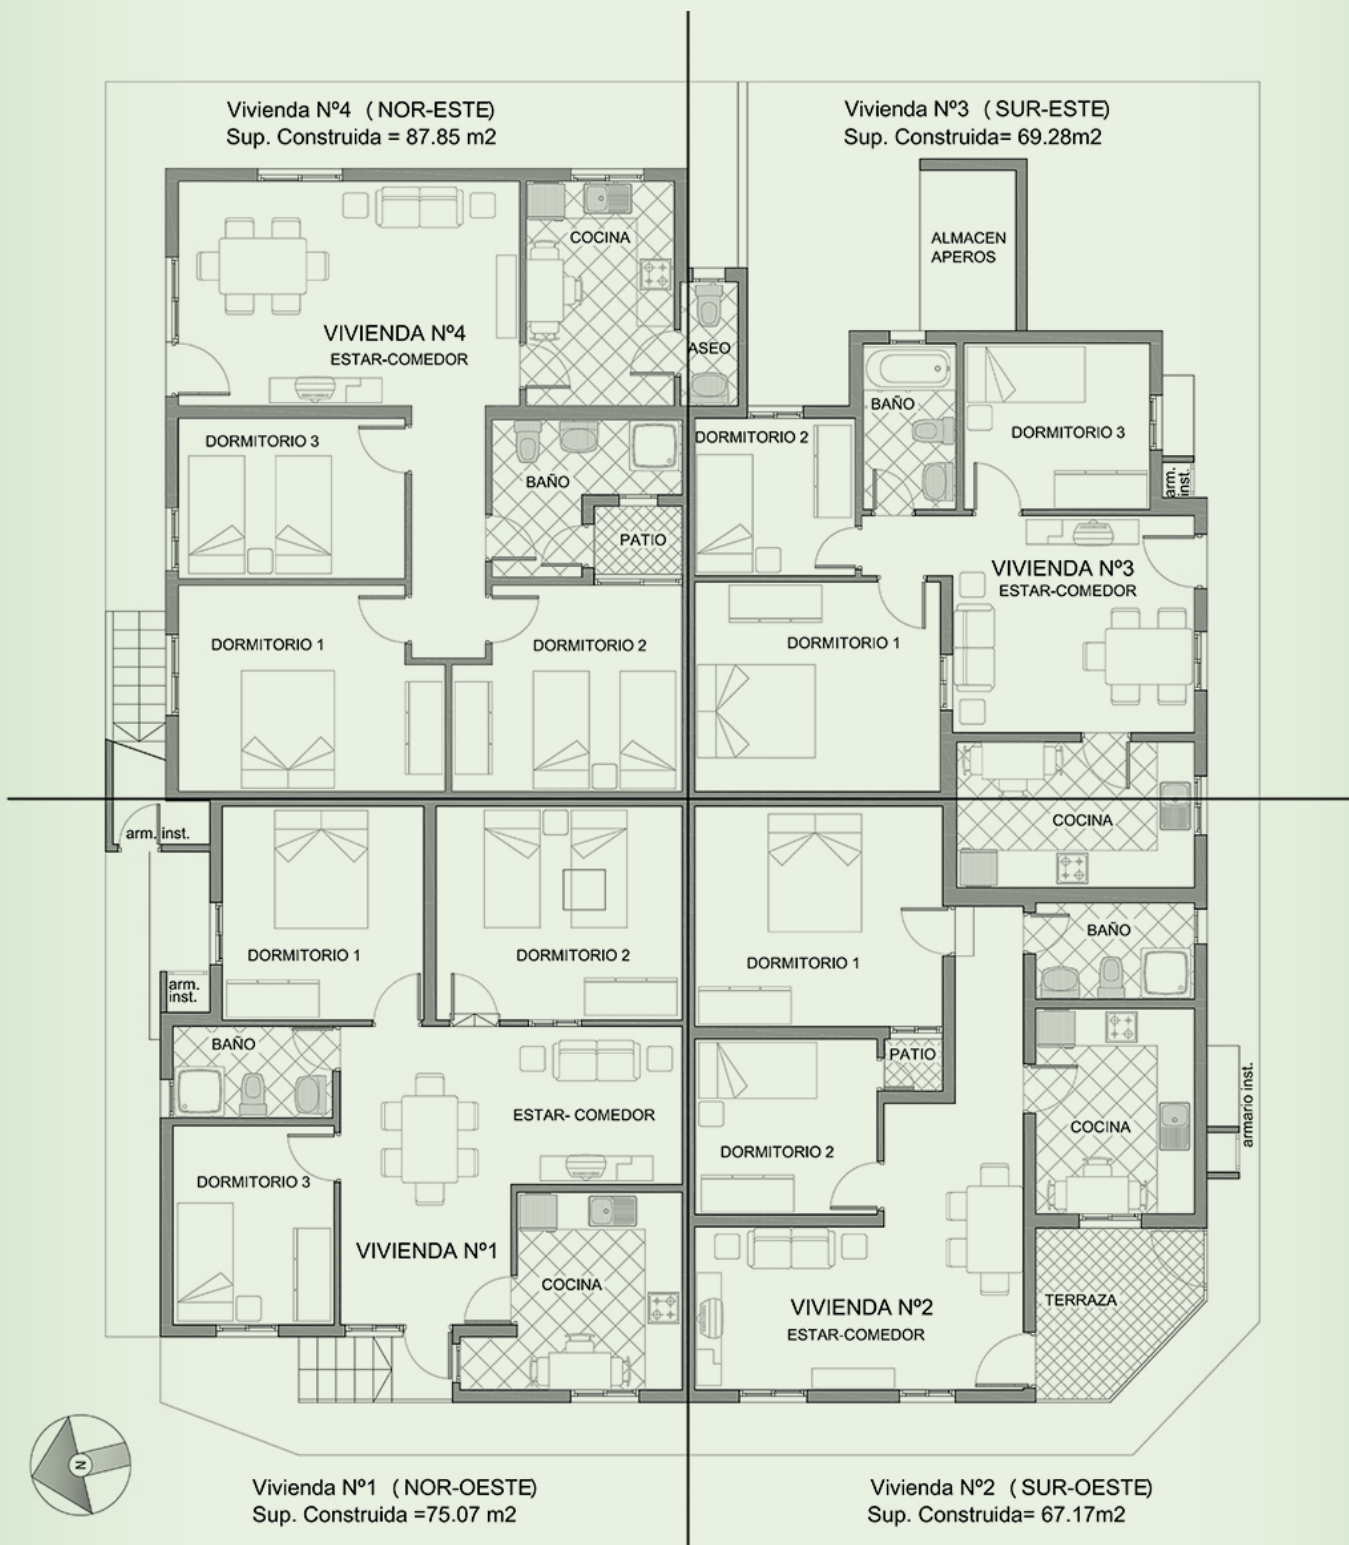 Vivienda Nº4 ( NOR-ESTE)
Sup. Construida = 87.85 m2
Vivienda Nº3 ( SUR-ESTE)
Sup. Construida= 69.28m2
COCINA
VIVIENDA Nº4
ESTAR-COMEDOR
ASEO
DORMITORIO 3
BAÑO
PATIO
DORMITORIO 1
DORMITORIO 2
ALMACEN
APEROS
BAÑO
DORMITORIO 3
DORMITORIO 2
arm.
inst.
VIVIENDA Nº3
ESTAR-COMEDOR
DORMITORIO 1
COCINA
arm. inst.
DORMITORIO 1
DORMITORIO 2
arm.
inst.
BAÑO
ESTAR- COMEDOR
DORMITORIO 3
VIVIENDA Nº1
COCINA
BAÑO
DORMITORIO 1
PATIO
armario inst.
COCINA
DORMITORIO 2
TERRAZA
VIVIENDA Nº2
ESTAR-COMEDOR
N
Vivienda Nº1 ( NOR-OESTE)
Sup. Construida =75.07 m2
Vivienda Nº2 ( SUR-OESTE)
Sup. Construida= 67.17m2